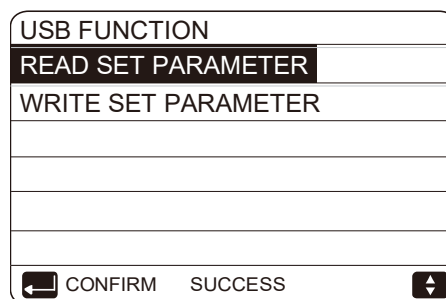 USB FUNCTION
READ SET PARAMETER
WRITE SET PARAMETER
CONFIRM SUCCESS